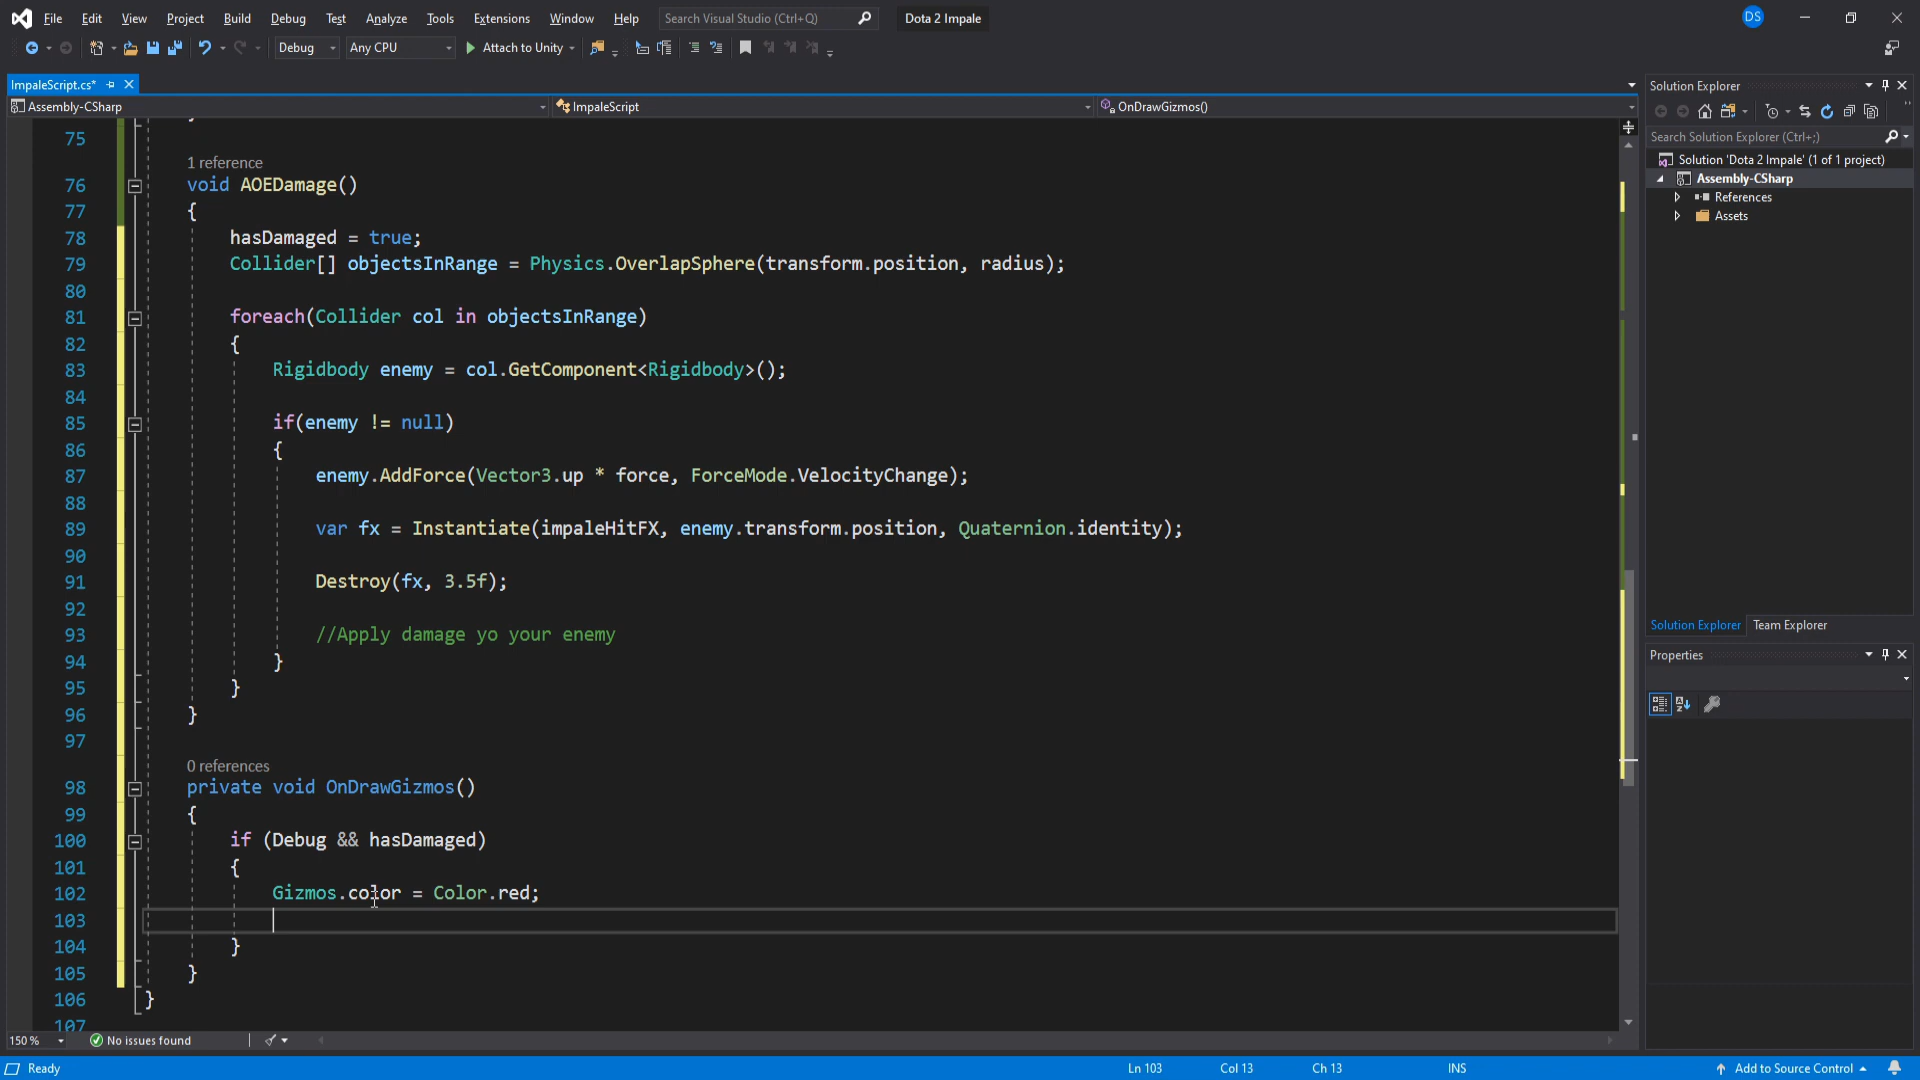 File Edit View Project Build Debug Test Analyze Tools Extensions Window Help Search Visual Studio (Ctrl+Q) Dota 2 Impale DS
Debug Any CPU Attach to Unity
ImpaleScript.cs*
Assembly-CSharp ImpaleScript OnDrawGizmos()
75
1 reference
76 void AOEDamage()
77 {
78 hasDamaged = true;
79 Collider[] objectsInRange = Physics.OverlapSphere(transform.position, radius);
80
81 foreach(Collider col in objectsInRange)
82 {
83 Rigidbody enemy = col.GetComponent<Rigidbody>();
84
85 if(enemy != null)
86 {
87 enemy.AddForce(Vector3.up * force, ForceMode.VelocityChange);
88
89 var fx = Instantiate(impaleHitFX, enemy.transform.position, Quaternion.identity);
90
91 Destroy(fx, 3.5f);
92
93 //Apply damage yo your enemy
94 }
95 }
96 }
97
0 references
98 private void OnDrawGizmos()
99 {
100 if (Debug && hasDamaged)
101 {
102 Gizmos.color = Color.red;
103
104 }
105 }
106 }
107
150 % No issues found
Ready Ln 103 Col 13 Ch 13 INS Add to Source Control
Solution Explorer
Search Solution Explorer (Ctrl+;)
Solution 'Dota 2 Impale' (1 of 1 project)
Assembly-CSharp
References
Assets
Solution Explorer Team Explorer
Properties